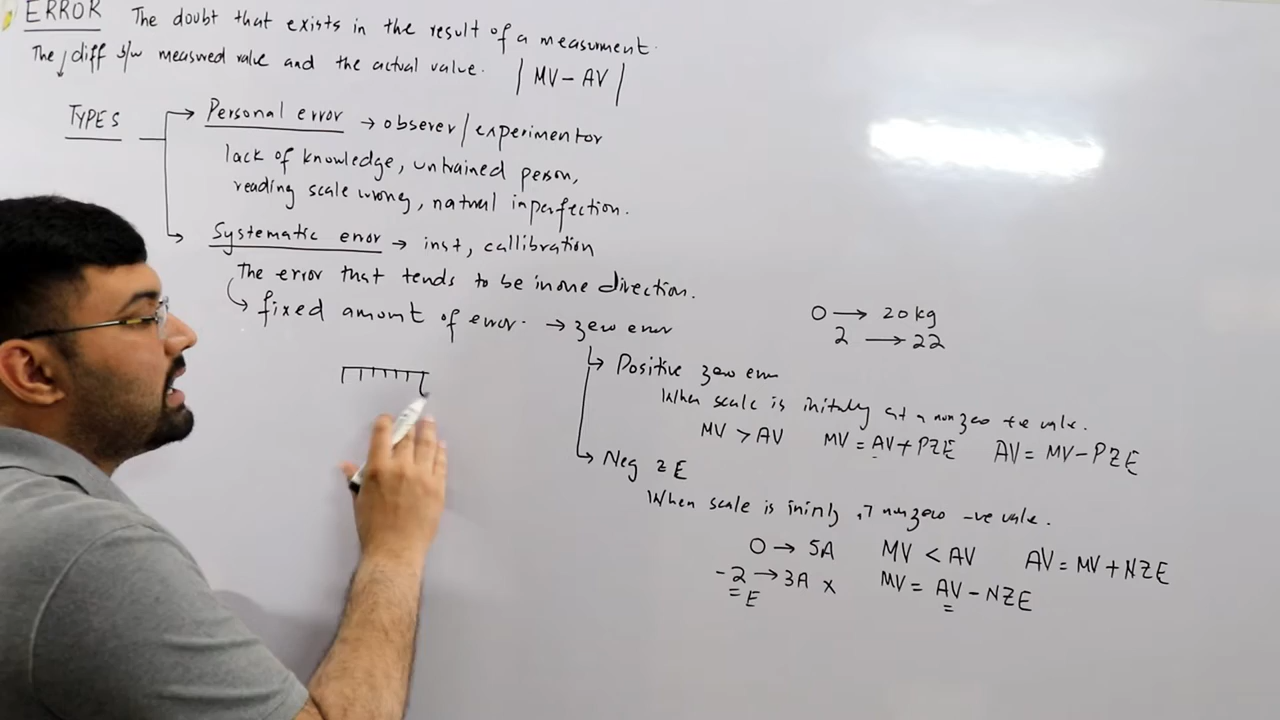 ERROR The doubt that exists in the result of a measurment.
The diff b/w measured value and the actual value. | MV - AV |
TYPES → Personal error → observer/experimentor
lack of knowledge, untrained person,
reading scale wrong, natural inperfection.
→ Systematic error → inst, callibration
The error that tends to be in one direction.
→ fixed amount of error. → zero error
0 → 20 kg
2 → 22
→ Positive zero error
When scale is initially at a non zero +ve value.
MV > AV MV = AV + PZE AV = MV - PZE
→ Neg ZE
When scale is at non zero -ve value.
0 → 5A MV < AV AV = MV + NZE
-2 → 3A x MV = AV - NZE
E